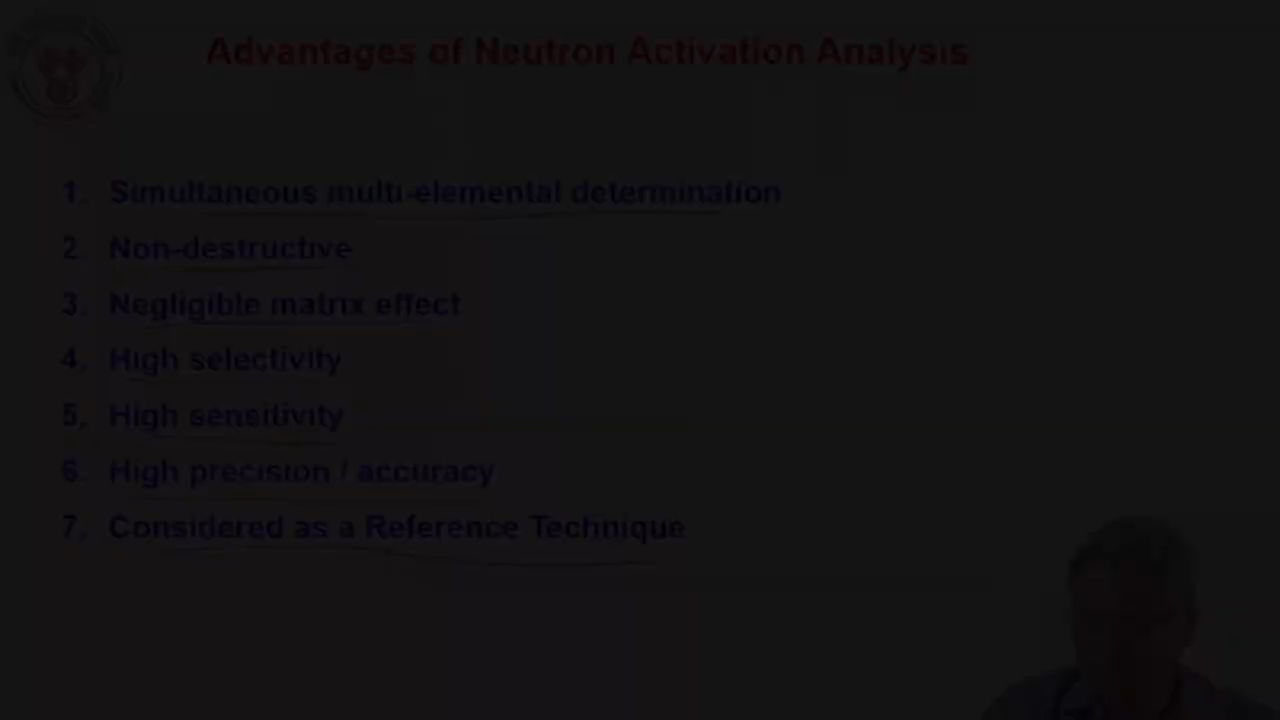 Advantages of Neutron Activation Analysis
1. Simultaneous multi-elemental determination
2. Non-destructive
3. Negligible matrix effect
4. High selectivity
5. High sensitivity
6. High precision / accuracy
7. Considered as a Reference Technique